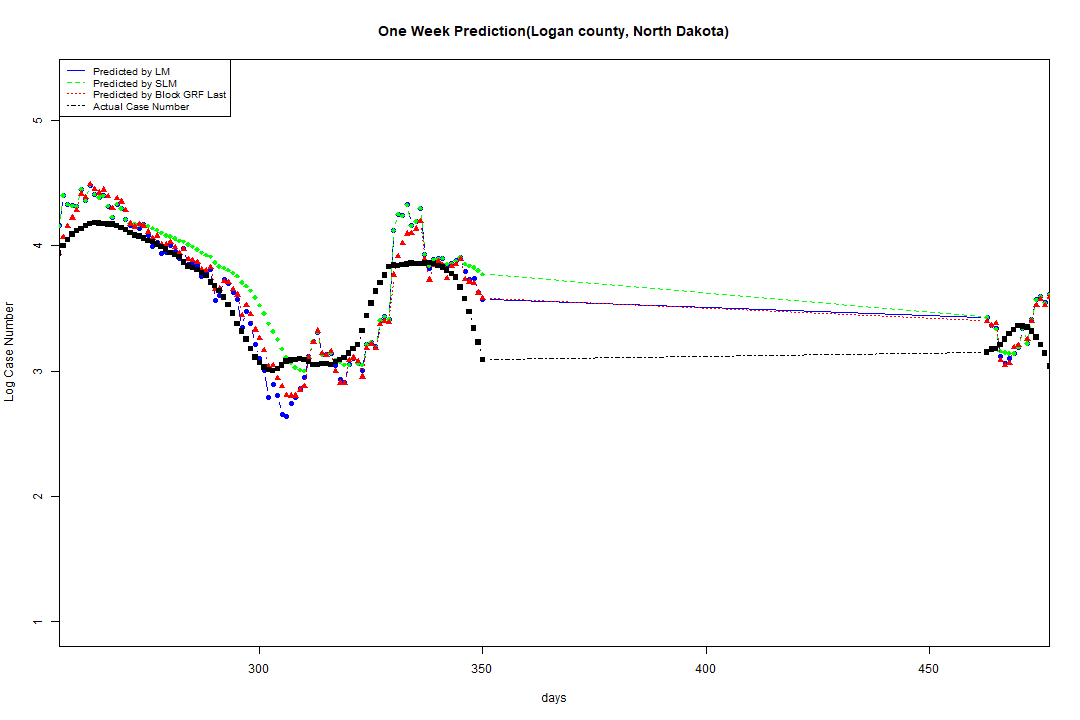 One Week Prediction(Logan county, North Dakota)
Predicted by LM
Predicted by SLM
Predicted by Block GRF Last
Actual Case Number
5
4
3
2
1
Log Case Number
300
350
400
450
days